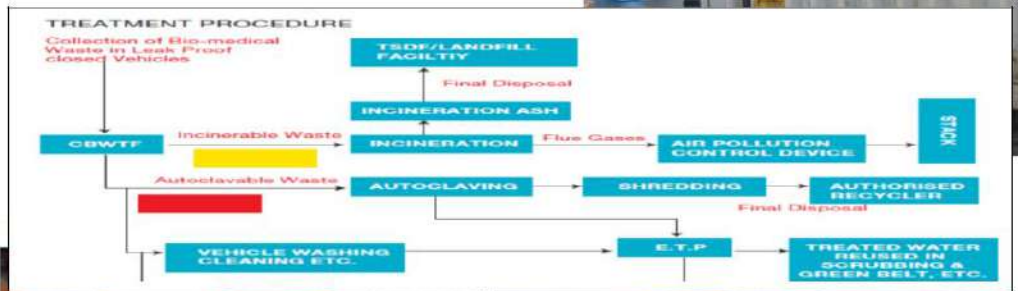 TREATMENT PROCEDURE
Collection of Bio-medical
Waste in Leak Proof
closed Vehicles
TSDF/LANDFILL
FACILTIY
Final Disposal
INCINERATION ASH
STACK
Incinerable Waste
Flue Gases
CBWTF
INCINERATION
AIR POLLUTION
CONTROL DEVICE
Autoclavable Waste
AUTOCLAVING
SHREDDING
AUTHORISED
RECYCLER
Final Disposal
VEHICLE WASHING
CLEANING ETC.
E.T.P
TREATED WATER
REUSED IN
SCRUBBING &
GREEN BELT, ETC.